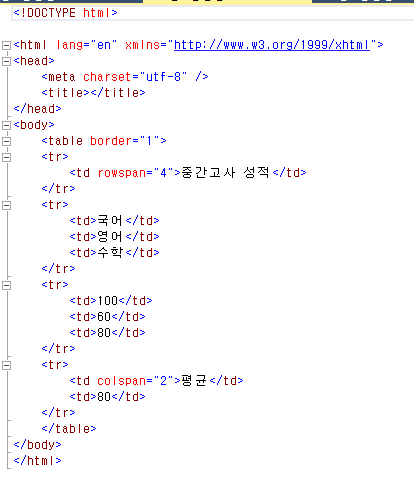 <!DOCTYPE html>
<html lang="en" xmlns="http://www.w3.org/1999/xhtml">
<head>
<meta charset="utf-8" />
<title></title>
</head>
<body>
<table border="1">
<tr>
<td rowspan="4">중간고사 성적</td>
</tr>
<tr>
<td>국어</td>
<td>영어</td>
<td>수학</td>
</tr>
<tr>
<td>100</td>
<td>60</td>
<td>80</td>
</tr>
<tr>
<td colspan="2">평균</td>
<td>80</td>
</tr>
</table>
</body>
</html>